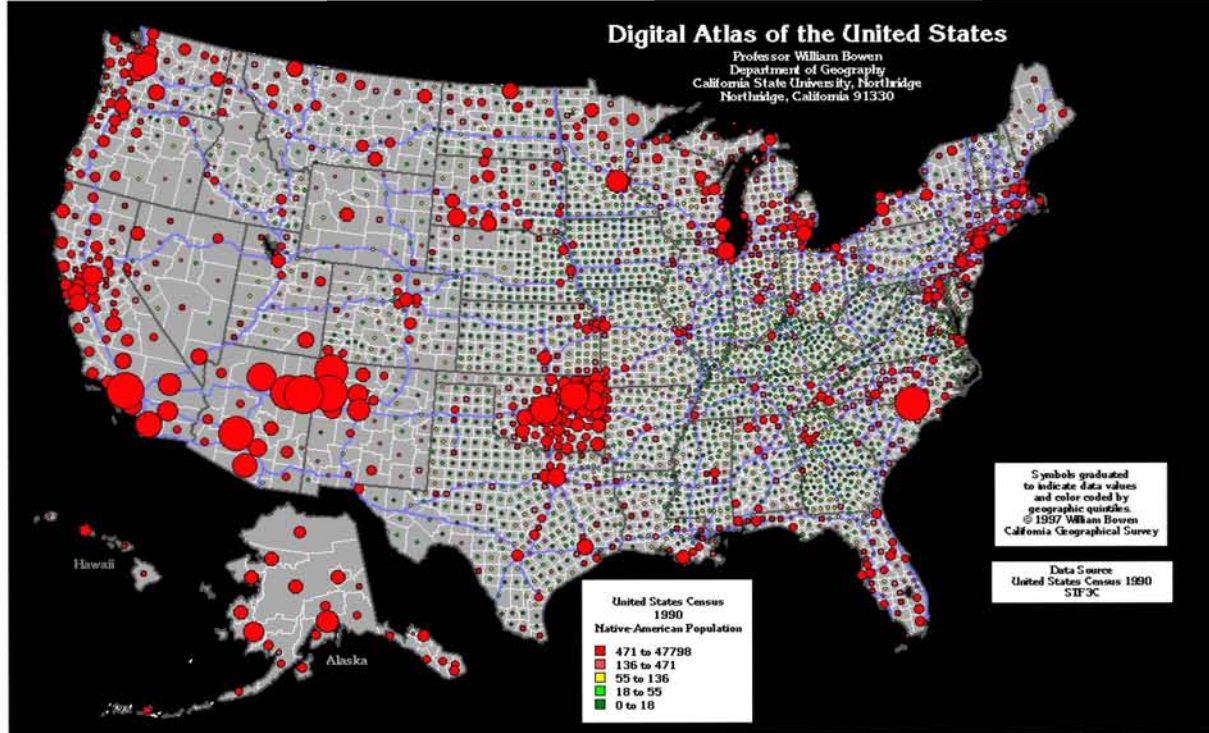 Digital Atlas of the United States
Professor William Bowen
Department of Geography
California State University, Northridge
Northridge, California 91330
Symbols graduated
to indicate data values
and color coded by
geographic quintiles.
© 1997 William Bowen
California Geographical Survey
Data Source
United States Census 1990
STF3C
Hawaii
Alaska
United States Census
1990
Native-American Population
471 to 47798
136 to 471
55 to 136
18 to 55
0 to 18